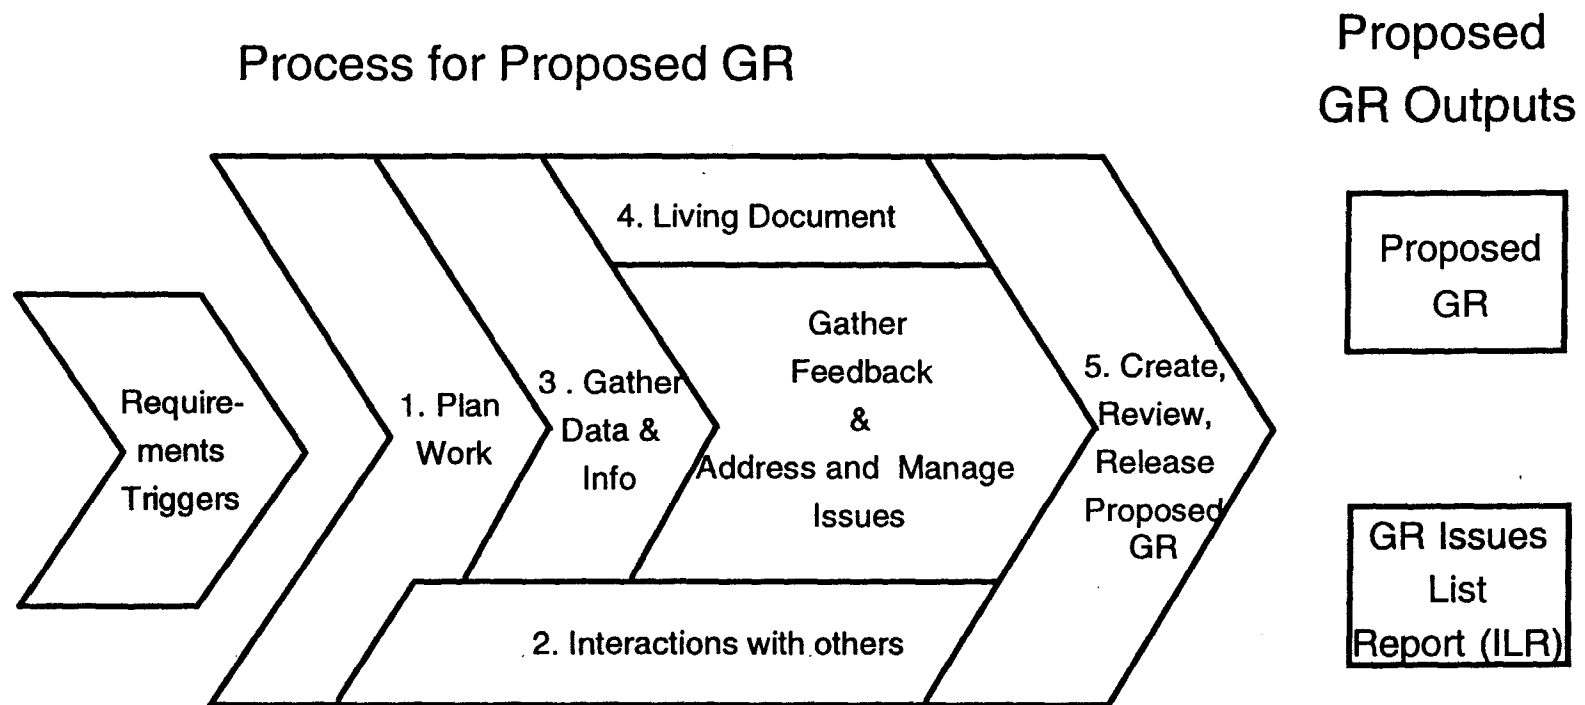 Process for Proposed GR
Proposed
GR Outputs
Require-
ments
Triggers
1. Plan
Work
3 . Gather
Data &
Info
4. Living Document
Gather
Feedback
&
Address and Manage
Issues
2. Interactions with others
5. Create,
Review,
Release
Proposed
GR
Proposed
GR
GR Issues
List
Report (ILR)